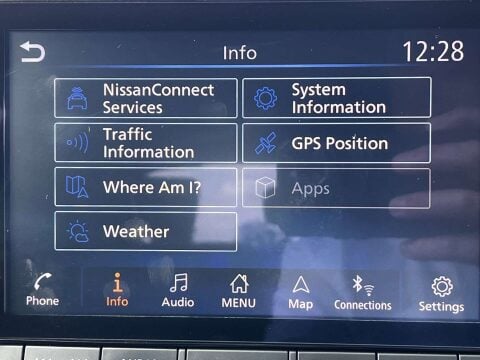 Info
12:28
NissanConnect
Services
System
Information
Traffic
Information
GPS Position
Where Am I?
Apps
Weather
Phone
Info
Audio
MENU
Map
Connections
Settings